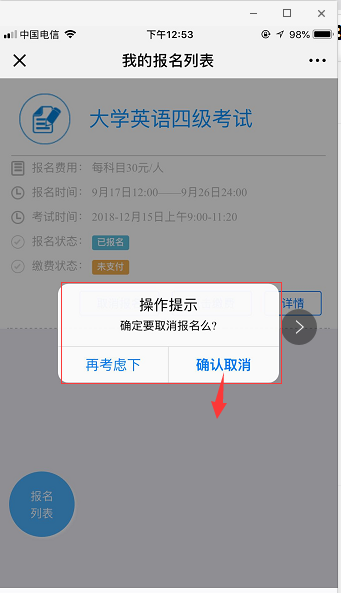 中国电信 下午12:53 98%
我的报名列表
大学英语四级考试
报名费用： 每科目30元/人
报名时间： 9月17日12:00——9月26日24:00
考试时间： 2018-12月15日上午9:00-11:20
报名状态： 已报名
缴费状态： 未支付
详情
操作提示
确定要取消报名么?
再考虑下 确认取消
报名
列表